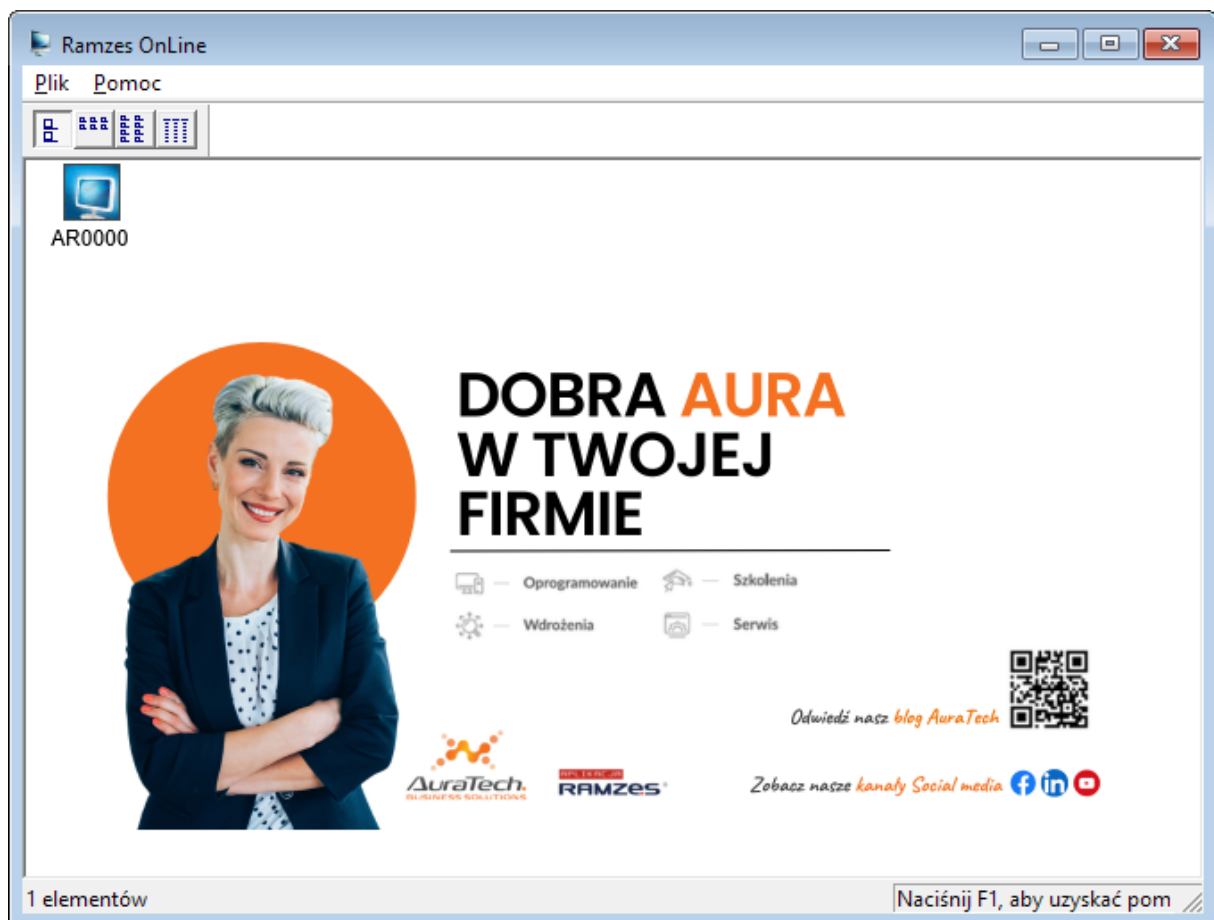 Ramzes OnLine
Plik Pomoc
AR0000
DOBRA AURA
W TWOJEJ
FIRMIE
Oprogramowanie
Szkolenia
Wdrożenia
Serwis
Odwiedź nasz blog AuraTech
AuraTech.
BUSINESS SOLUTIONS
APLIKACJA
RAMZES
Zobacz nasze kanały Social media
1 elementów
Naciśnij F1, aby uzyskać pom